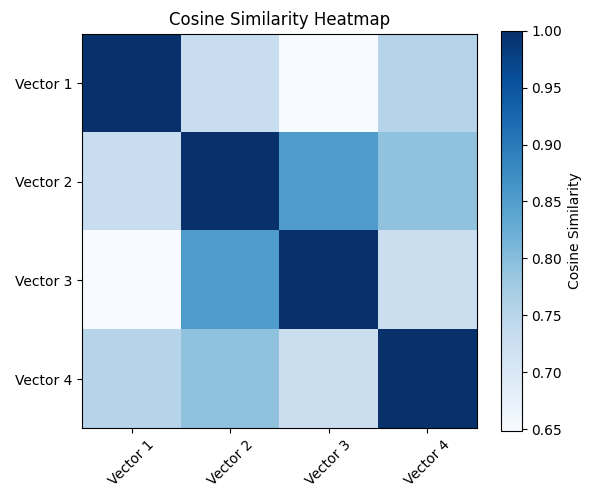 Cosine Similarity Heatmap
Vector 1
Vector 2
Vector 3
Vector 4
Vector 1
Vector 2
Vector 3
Vector 4
1.00
0.95
0.90
0.85
0.80
0.75
0.70
0.65
Cosine Similarity